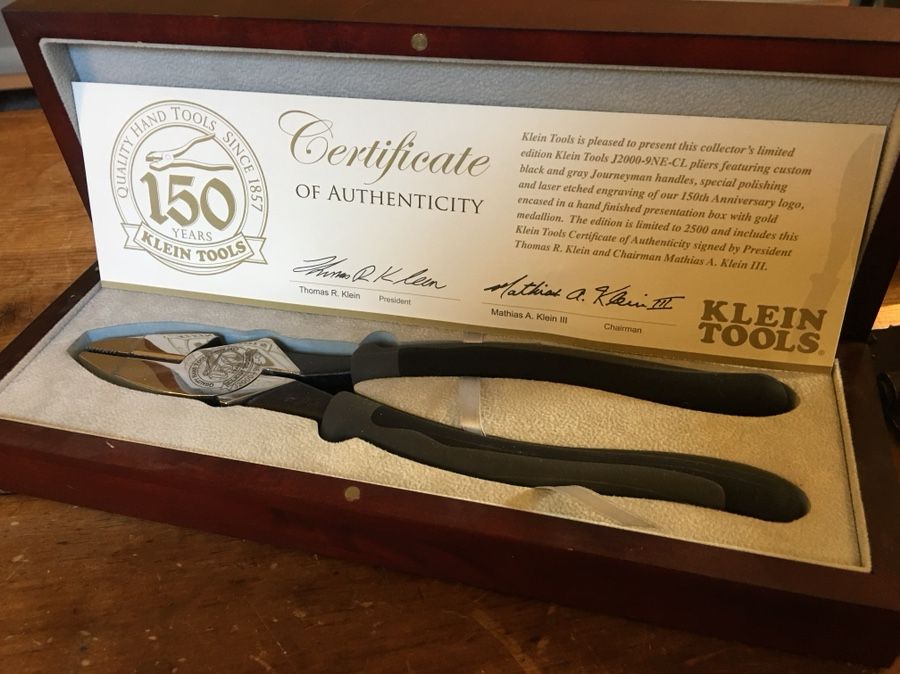 QUALITY HAND TOOLS SINCE 1857
150
YEARS
KLEIN TOOLS
Certificate
OF AUTHENTICITY
Klein Tools is pleased to present this collector's limited
edition Klein Tools J2000-9NE-CL pliers featuring custom
black and gray Journeyman handles, special polishing
and laser etched engraving of our 150th Anniversary logo,
encased in a hand finished presentation box with gold
medallion. The edition is limited to 2500 and includes this
Klein Tools Certificate of Authenticity signed by President
Thomas R. Klein and Chairman Mathias A. Klein III.
Thomas R Klein
Thomas R. Klein President
Mathias A. Klein III
Mathias A. Klein III Chairman
KLEIN
TOOLS®